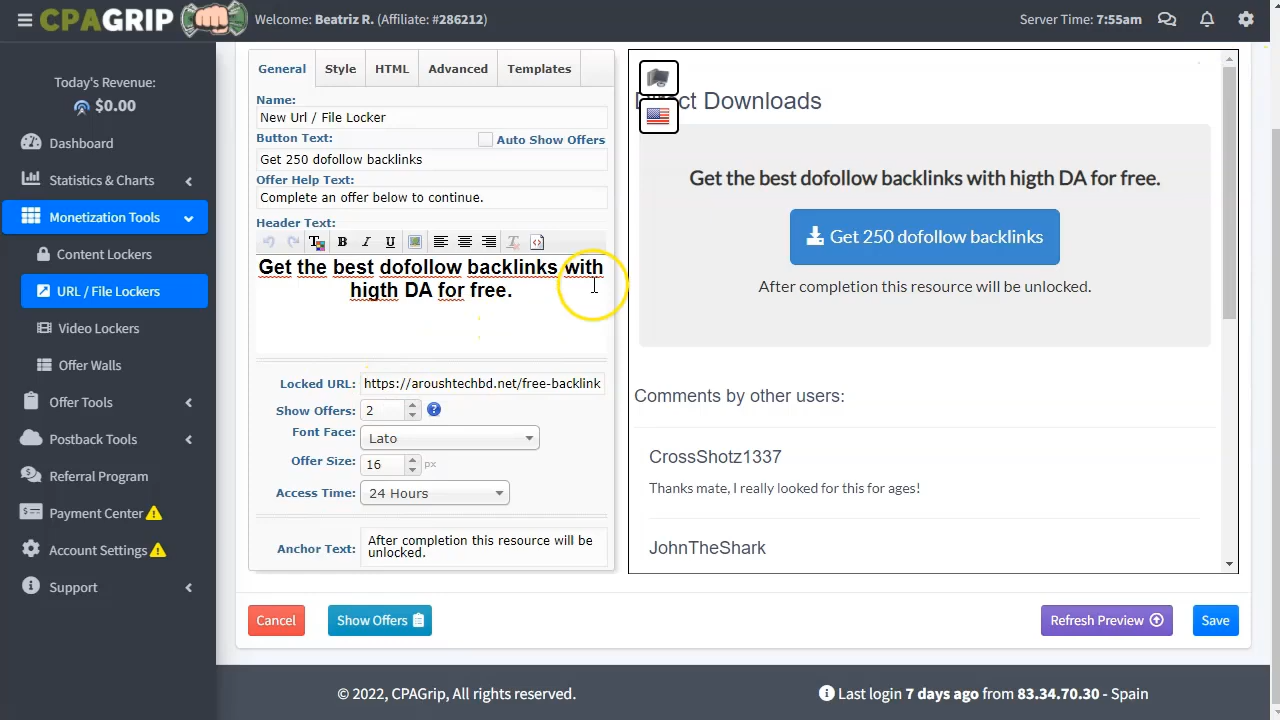 CPAGRIP
Welcome: Beatriz R. (Affiliate: #286212)
Server Time: 7:55am
Today's Revenue:
$0.00
Dashboard
Statistics & Charts
Monetization Tools
Content Lockers
URL / File Lockers
Video Lockers
Offer Walls
Offer Tools
Postback Tools
Referral Program
Payment Center
Account Settings
Support
General
Style
HTML
Advanced
Templates
Name:
New Url / File Locker
Button Text:
Auto Show Offers
Get 250 dofollow backlinks
Offer Help Text:
Complete an offer below to continue.
Header Text:
Get the best dofollow backlinks with
higth DA for free.
Locked URL:
https://aroushtechbd.net/free-backlink
Show Offers:
2
Font Face:
Lato
Offer Size:
16
px
Access Time:
24 Hours
Anchor Text:
After completion this resource will be
unlocked.
ct Downloads
Get the best dofollow backlinks with higth DA for free.
Get 250 dofollow backlinks
After completion this resource will be unlocked.
Comments by other users:
CrossShotz1337
Thanks mate, I really looked for this for ages!
JohnTheShark
Cancel
Show Offers
Refresh Preview
Save
© 2022, CPAGrip, All rights reserved.
Last login 7 days ago from 83.34.70.30 - Spain